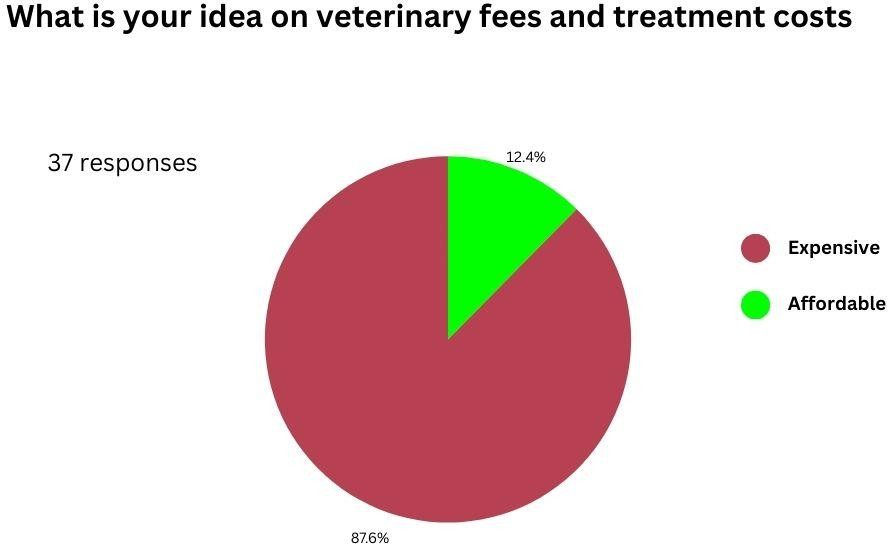 What is your idea on veterinary fees and treatment costs
37 responses
12.4%
Expensive
Affordable
87.6%